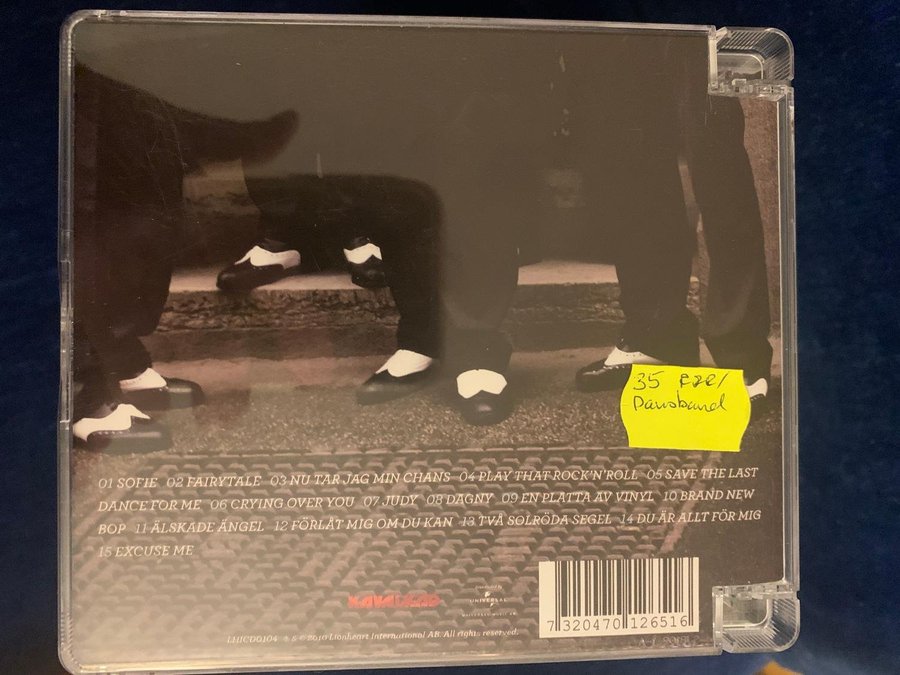 35
Dansband
01 SOFIE 02 FAIRYTALE 03 NU TAR JAG MIN CHANS 04 PLAY THAT ROCK'N'ROLL 05 SAVE THE LAST
DANCE FOR ME 06 CRYING OVER YOU 07 JUDY 08 DAGNY 09 EN PLATTA AV VINYL 10 BRAND NEW
BOP 11 ÄLSKADE ÄNGEL 12 FÖRLÅT MIG OM DU KAN 13 TVÅ SOLRÖDA SEGEL 14 DU ÄR ALLT FÖR MIG
15 EXCUSE ME
UNIVERSAL
LHICD0104 ℗ & © 2010 Lionheart International AB. All rights reserved.
7 320470 126516